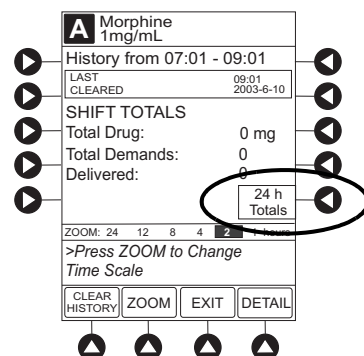 A Morphine
1mg/mL
History from 07:01 - 09:01
LAST 09:01
CLEARED 2003-6-10
SHIFT TOTALS
Total Drug: 0 mg
Total Demands: 0
Delivered: 0
24 h
Totals
ZOOM: 24 12 8 4 2 1 hours
>Press ZOOM to Change
Time Scale
CLEAR
HISTORY ZOOM EXIT DETAIL